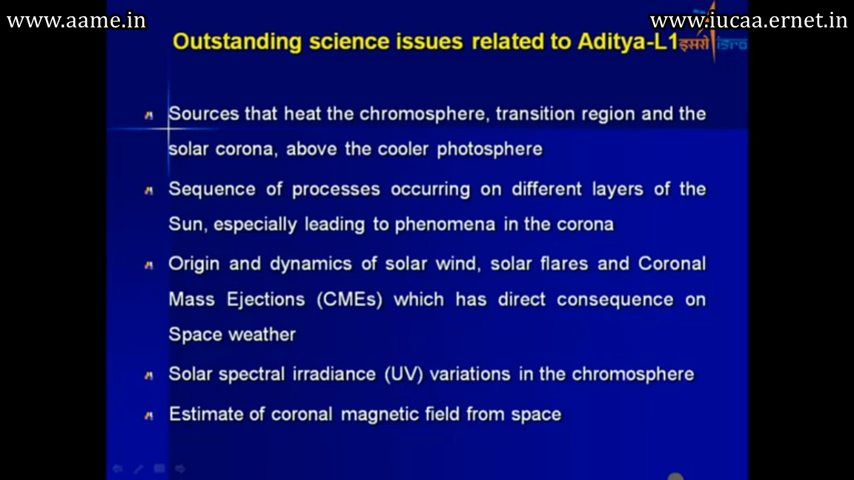 www.aame.in
www.iucaa.ernet.in
Outstanding science issues related to Aditya-L1
इसरो isro
Sources that heat the chromosphere, transition region and the
solar corona, above the cooler photosphere
Sequence of processes occurring on different layers of the
Sun, especially leading to phenomena in the corona
Origin and dynamics of solar wind, solar flares and Coronal
Mass Ejections (CMEs) which has direct consequence on
Space weather
Solar spectral irradiance (UV) variations in the chromosphere
Estimate of coronal magnetic field from space